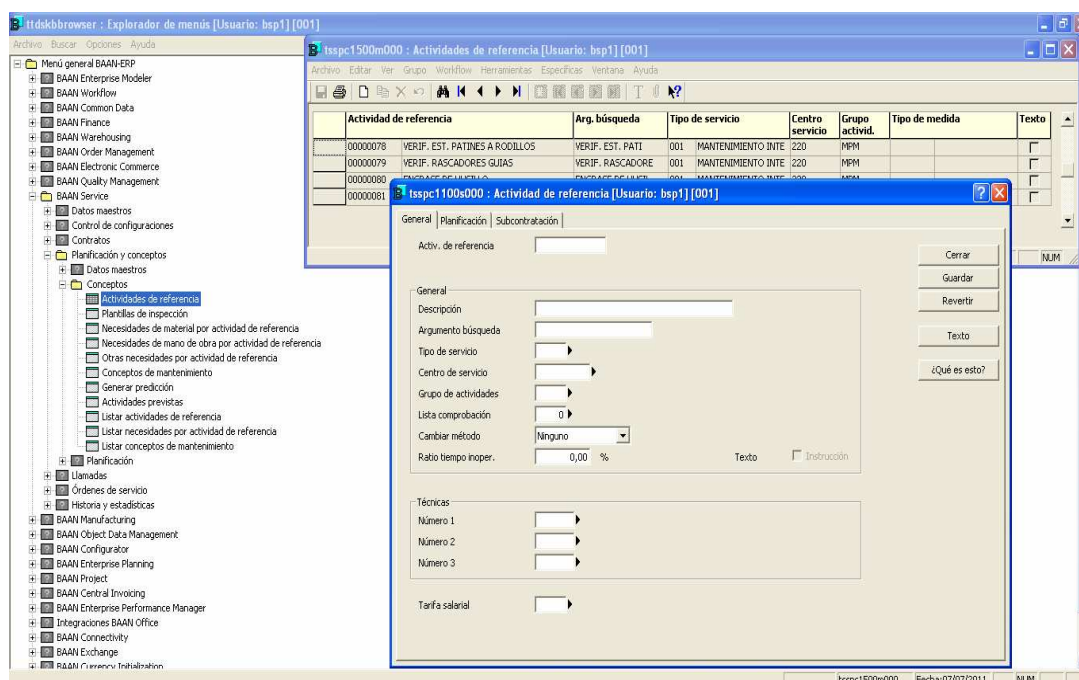 ttdskbbrowser : Explorador de menús [Usuario: bsp1] [001]
Archivo Buscar Opciones Ayuda
Menú general BAAN-ERP
BAAN Enterprise Modeler
BAAN Workflow
BAAN Common Data
BAAN Finance
BAAN Warehousing
BAAN Order Management
BAAN Electronic Commerce
BAAN Quality Management
BAAN Service
Datos maestros
Control de configuraciones
Contratos
Planificación y conceptos
Datos maestros
Conceptos
Actividades de referencia
Plantillas de inspección
Necesidades de material por actividad de referencia
Necesidades de mano de obra por actividad de referencia
Otras necesidades por actividad de referencia
Conceptos de mantenimiento
Generar predicción
Actividades previstas
Listar actividades de referencia
Listar necesidades por actividad de referencia
Listar conceptos de mantenimiento
Planificación
Llamadas
Órdenes de servicio
Historia y estadísticas
BAAN Manufacturing
BAAN Object Data Management
BAAN Configurator
BAAN Enterprise Planning
BAAN Project
BAAN Central Invoicing
BAAN Enterprise Performance Manager
Integraciones BAAN Office
BAAN Connectivity
BAAN Exchange
BAAN Currency Initialization
tsspc1500m000 : Actividades de referencia [Usuario: bsp1] [001]
Archivo Editar Ver Grupo Workflow Herramientas Específicas Ventana Ayuda
Actividad de referencia Arg. búsqueda Tipo de servicio Centro servicio Grupo activid. Tipo de medida Texto
00000078 VERIF. EST. PATINES A RODILLOS VERIF. EST. PATI 001 MANTENIMIENTO INTE 220 MPM
00000079 VERIF. RASCADORES GUIAS VERIF. RASCADORE 001 MANTENIMIENTO INTE 220 MPM
00000080
00000081
NUM
tsspc1100s000 : Actividad de referencia [Usuario: bsp1] [001]
General Planificación Subcontratación
Activ. de referencia
Cerrar
Guardar
Revertir
Texto
¿Qué es esto?
General
Descripción
Argumento búsqueda
Tipo de servicio
Centro de servicio
Grupo de actividades
Lista comprobación 0
Cambiar método Ninguno
Ratio tiempo inoper. 0,00 % Texto Instrucción
Técnicas
Número 1
Número 2
Número 3
Tarifa salarial
tsspc1500m000 Fecha:07/07/2011 NUM